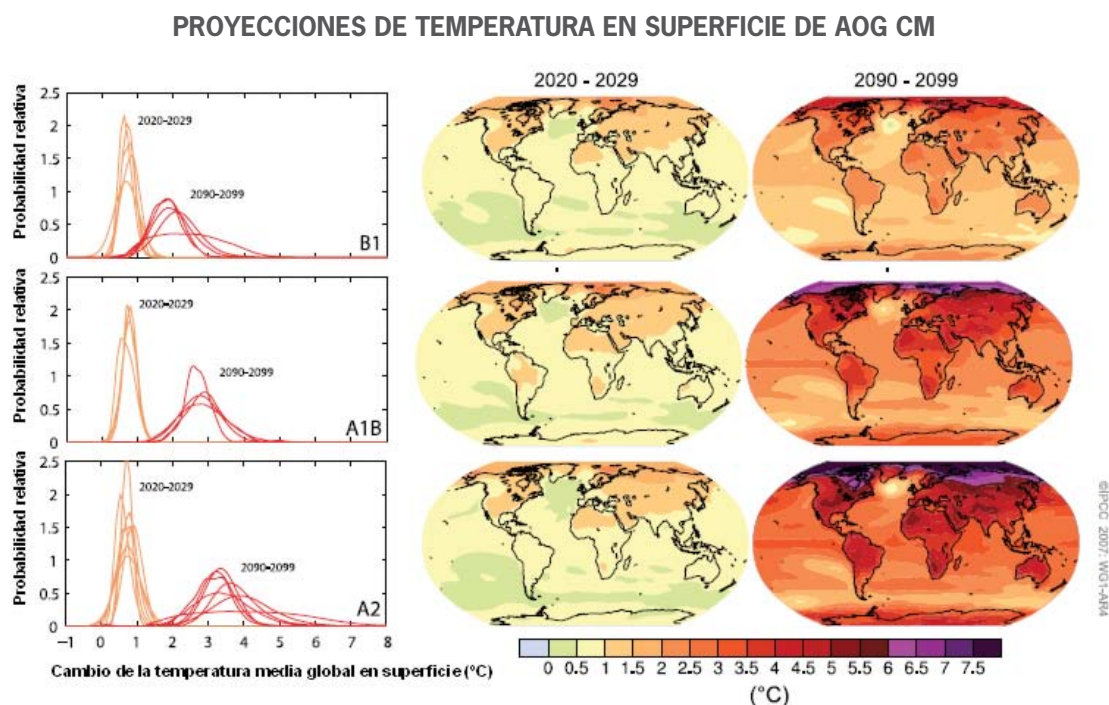 PROYECCIONES DE TEMPERATURA EN SUPERFICIE DE AOG CM
2020 - 2029
2090 - 2099
Probabilidad relativa
2.5
2
1.5
1
0.5
0
2020-2029
2090-2099
B1
Probabilidad relativa
2.5
2
1.5
1
0.5
0
2020-2029
2090-2099
A1B
Probabilidad relativa
2.5
2
1.5
1
0.5
0
2020-2029
2090-2099
A2
-1 0 1 2 3 4 5 6 7 8
Cambio de la temperatura media global en superficie (°C)
0 0.5 1 1.5 2 2.5 3 3.5 4 4.5 5 5.5 6 6.5 7 7.5
(°C)
©IPCC 2007: WG1-AR4